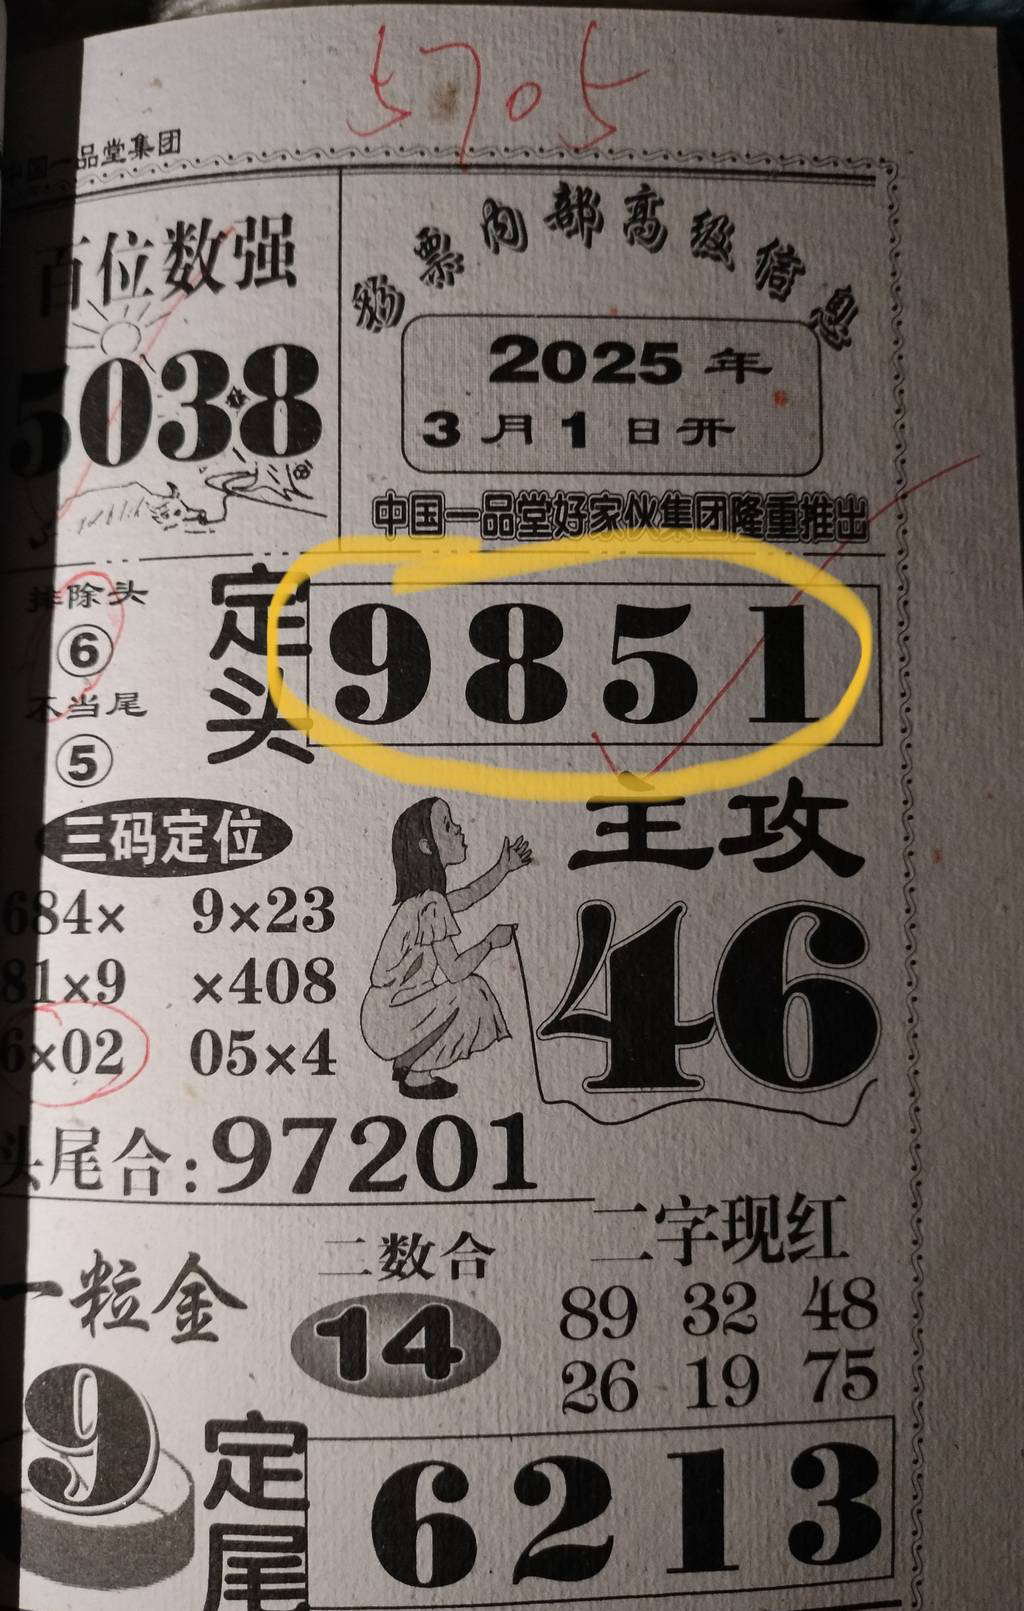 5705
中国一品堂集团
百位数强
5038
彩票内部高级信息
2025年
3月1日开
中国一品堂好家伙集团隆重推出
排除头
⑥
不当尾
⑤
定头
9851
主攻
46
三码定位
684× 9×23
81×9 ×408
6×02 05×4
头尾合:97201
一粒金
9
二数合
14
二字现红
89 32 48
26 19 75
定尾
6213